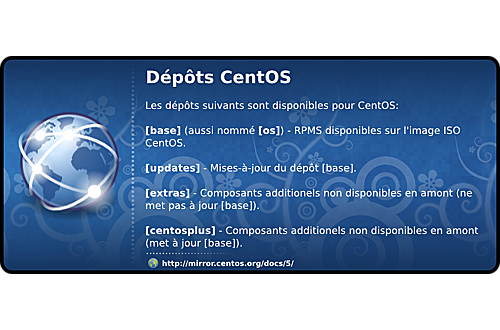 Dépôts CentOS
Les dépôts suivants sont disponibles pour CentOS:
[base] (aussi nommé [os]) - RPMS disponibles sur l'image ISO
CentOS.
[updates] - Mises-à-jour du dépôt [base].
[extras] - Composants additionels non disponibles en amont (ne
met pas à jour [base]).
[centosplus] - Composants additionels non disponibles en amont
(met à jour [base]).
http://mirror.centos.org/docs/5/